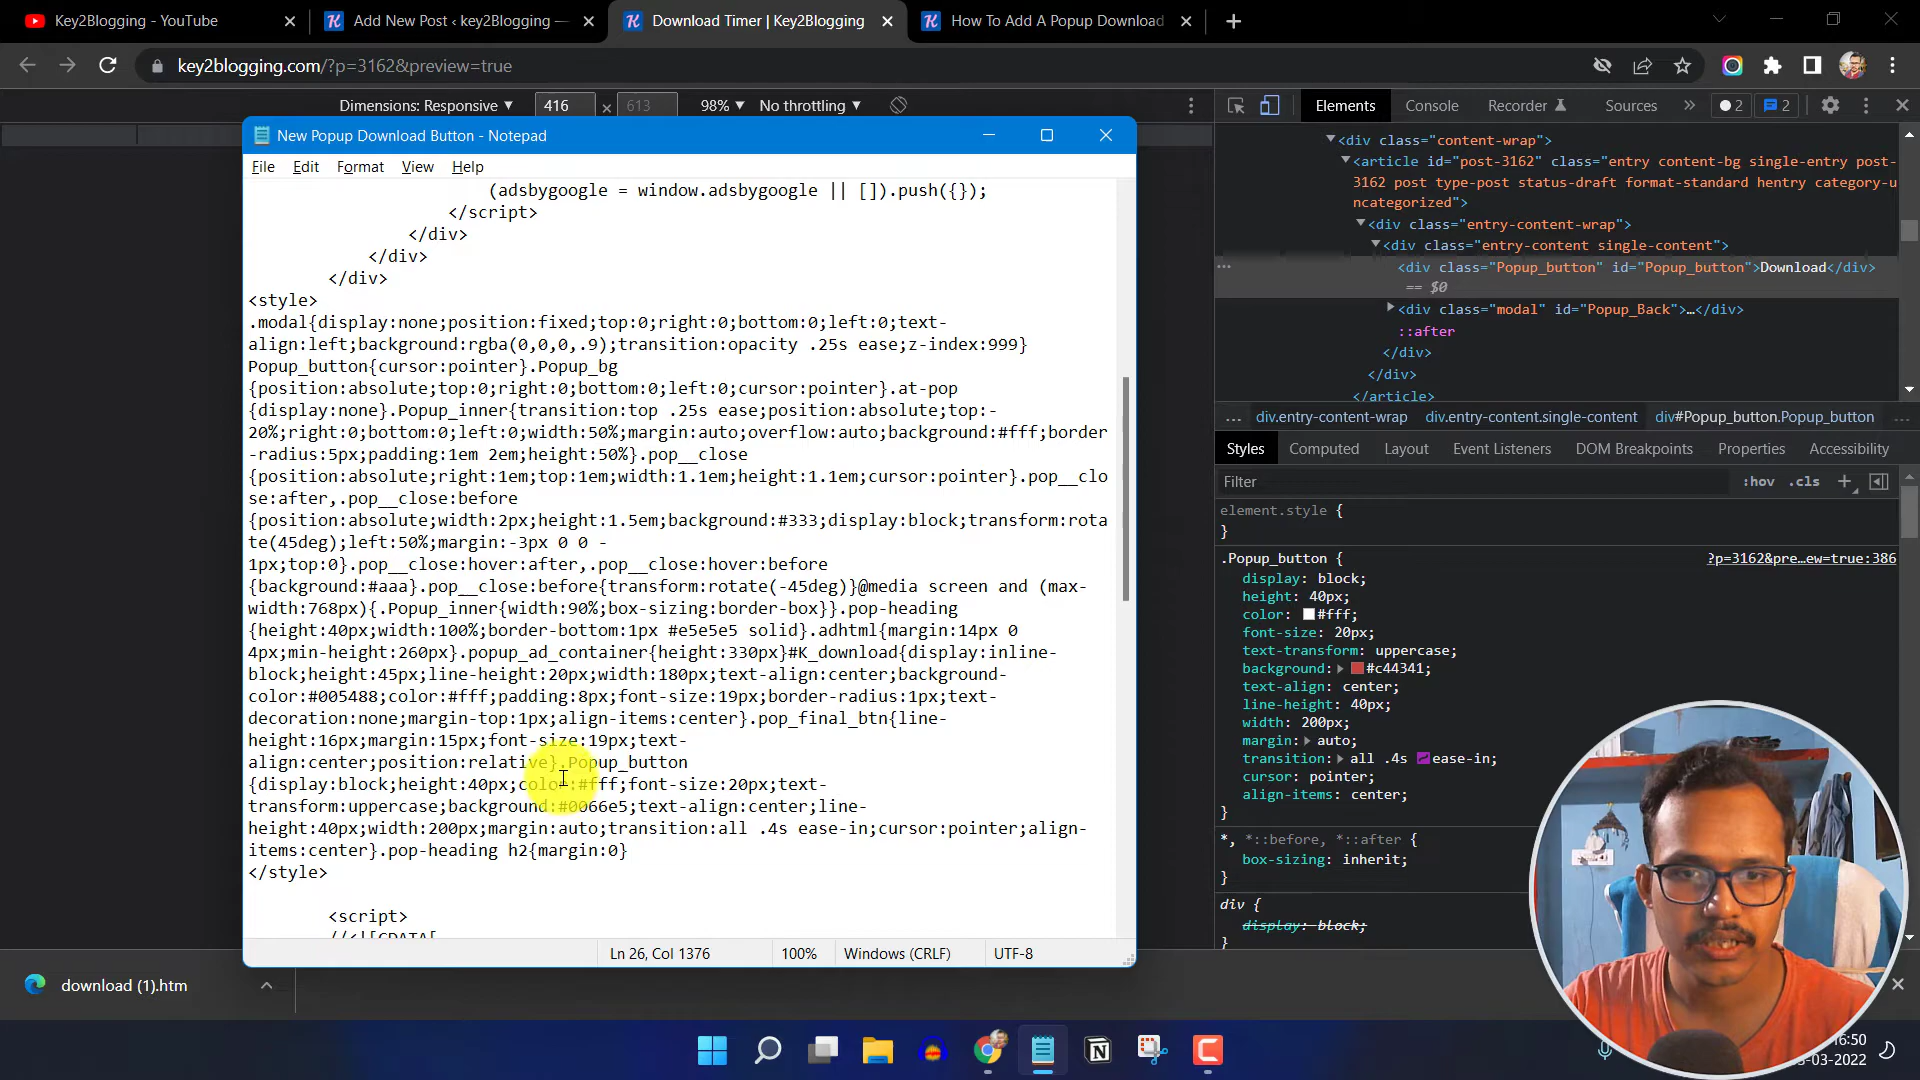 Key2Blogging - YouTube
Add New Post ‹ key2Blogging —
Download Timer | Key2Blogging
How To Add A Popup Download
key2blogging.com/?p=3162&preview=true
Dimensions: Responsive
416
×
613
98%
No throttling
Elements
Console
Recorder
Sources
2
2
New Popup Download Button - Notepad
File
Edit
Format
View
Help
(adsbygoogle = window.adsbygoogle || []).push({});
</script>
</div>
</div>
</div>
<style>
.modal{display:none;position:fixed;top:0;right:0;bottom:0;left:0;text-
align:left;background:rgba(0,0,0,.9);transition:opacity .25s ease;z-index:999}
Popup_button{cursor:pointer}.Popup_bg
{position:absolute;top:0;right:0;bottom:0;left:0;cursor:pointer}.at-pop
{display:none}.Popup_inner{transition:top .25s ease;position:absolute;top:-
20%;right:0;bottom:0;left:0;width:50%;margin:auto;overflow:auto;background:#fff;border
-radius:5px;padding:1em 2em;height:50%}.pop__close
{position:absolute;right:1em;top:1em;width:1.1em;height:1.1em;cursor:pointer}.pop__clo
se:after,.pop__close:before
{position:absolute;width:2px;height:1.5em;background:#333;display:block;transform:rota
te(45deg);left:50%;margin:-3px 0 0 -
1px;top:0}.pop__close:hover:after,.pop__close:hover:before
{background:#aaa}.pop__close:before{transform:rotate(-45deg)}@media screen and (max-
width:768px){.Popup_inner{width:90%;box-sizing:border-box}}.pop-heading
{height:40px;width:100%;border-bottom:1px #e5e5e5 solid}.adhtml{margin:14px 0
4px;min-height:260px}.popup_ad_container{height:330px}#K_download{display:inline-
block;height:45px;line-height:20px;width:180px;text-align:center;background-
color:#005488;color:#fff;padding:8px;font-size:19px;border-radius:1px;text-
decoration:none;margin-top:1px;align-items:center}.pop_final_btn{line-
height:16px;margin:15px;font-size:19px;text-
align:center;position:relative}.Popup_button
{display:block;height:40px;color:#fff;font-size:20px;text-
transform:uppercase;background:#0066e5;text-align:center;line-
height:40px;width:200px;margin:auto;transition:all .4s ease-in;cursor:pointer;align-
items:center}.pop-heading h2{margin:0}
</style>
<script>
//<![CDATA[
Ln 26, Col 1376
100%
Windows (CRLF)
UTF-8
<div class="content-wrap">
<article id="post-3162" class="entry content-bg single-entry post-
3162 post type-post status-draft format-standard hentry category-u
ncategorized">
<div class="entry-content-wrap">
<div class="entry-content single-content">
<div class="Popup_button" id="Popup_button">Download</div>
== $0
<div class="modal" id="Popup_Back">…</div>
::after
</div>
</div>
</article>
... div.entry-content-wrap div.entry-content.single-content div#Popup_button.Popup_button ...
Styles
Computed
Layout
Event Listeners
DOM Breakpoints
Properties
Accessibility
Filter
:hov .cls
element.style {
}
.Popup_button { ?p=3162&pre…ew=true:386
display: block;
height: 40px;
color: #fff;
font-size: 20px;
text-transform: uppercase;
background: #c44341;
text-align: center;
line-height: 40px;
width: 200px;
margin: auto;
transition: all .4s ease-in;
cursor: pointer;
align-items: center;
}
*, *::before, *::after {
box-sizing: inherit;
}
div {
display: block;
}
download (1).htm
16:50
-03-2022